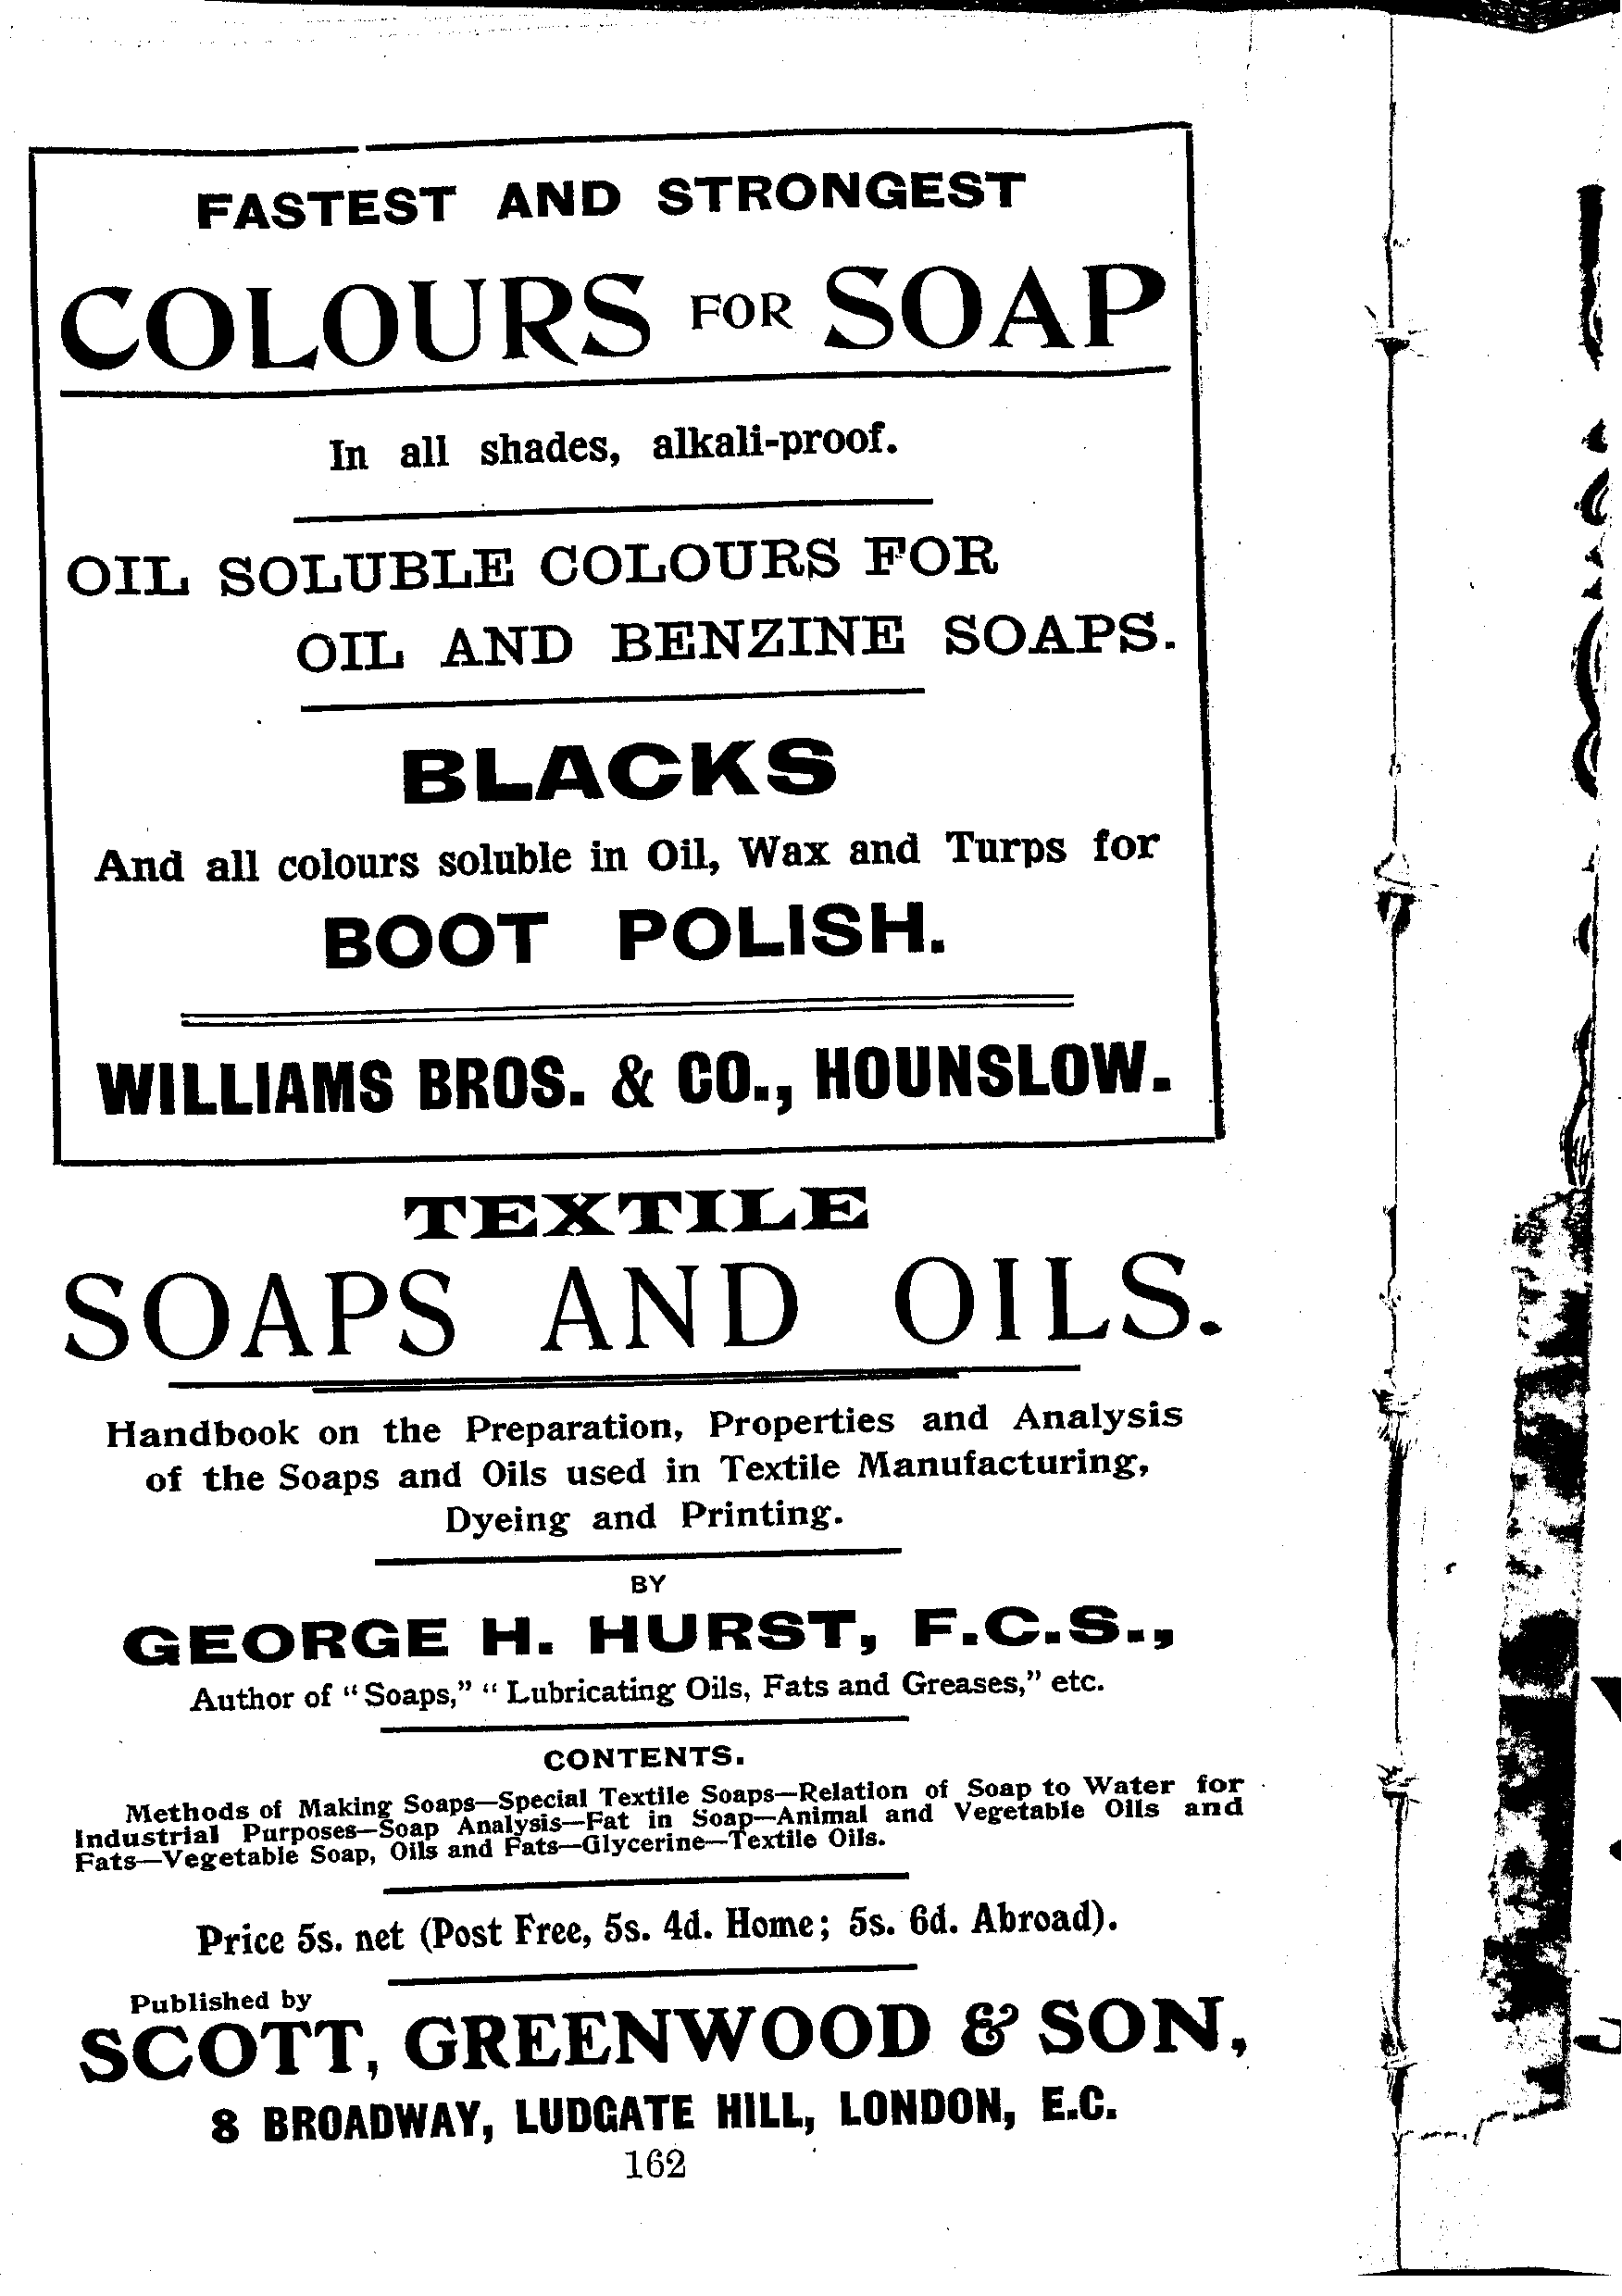 FASTEST AND STRONGEST
COLOURS FOR SOAP
In all shades, alkali-proof.
OIL SOLUBLE COLOURS FOR
OIL AND BENZINE SOAPS.
BLACKS
And all colours soluble in Oil, Wax and Turps for
BOOT POLISH.
WILLIAMS BROS. & CO., HOUNSLOW.
TEXTILE
SOAPS AND OILS.
Handbook on the Preparation, Properties and Analysis
of the Soaps and Oils used in Textile Manufacturing,
Dyeing and Printing.
BY
GEORGE H. HURST, F.C.S.,
Author of "Soaps," "Lubricating Oils, Fats and Greases," etc.
CONTENTS.
Methods of Making Soaps—Special Textile Soaps—Relation of Soap to Water for
Industrial Purposes—Soap Analysis—Fat in Soap—Animal and Vegetable Oils and
Fats—Vegetable Soap, Oils and Fats—Glycerine—Textile Oils.
Price 5s. net (Post Free, 5s. 4d. Home; 5s. 6d. Abroad).
Published by
SCOTT, GREENWOOD & SON,
8 BROADWAY, LUDGATE HILL, LONDON, E.C.
162